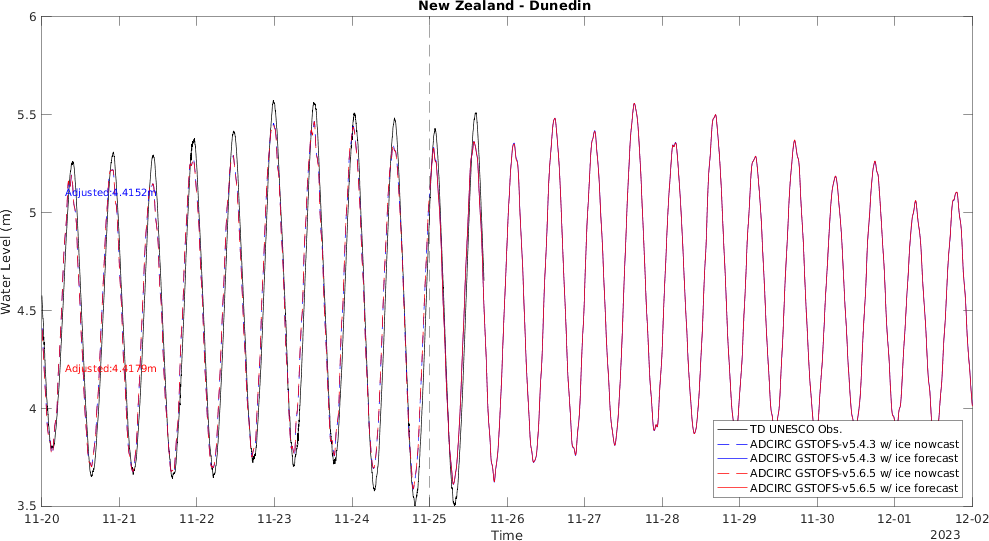 New Zealand - Dunedin
6
5.5
5
4.5
4
3.5
Water Level (m)
Adjusted:4.4152m
Adjusted:4.4179m
TD UNESCO Obs.
ADCIRC GSTOFS-v5.4.3 w/ ice nowcast
ADCIRC GSTOFS-v5.4.3 w/ ice forecast
ADCIRC GSTOFS-v5.6.5 w/ ice nowcast
ADCIRC GSTOFS-v5.6.5 w/ ice forecast
11-20 11-21 11-22 11-23 11-24 11-25 11-26 11-27 11-28 11-29 11-30 12-01 12-02
Time
2023